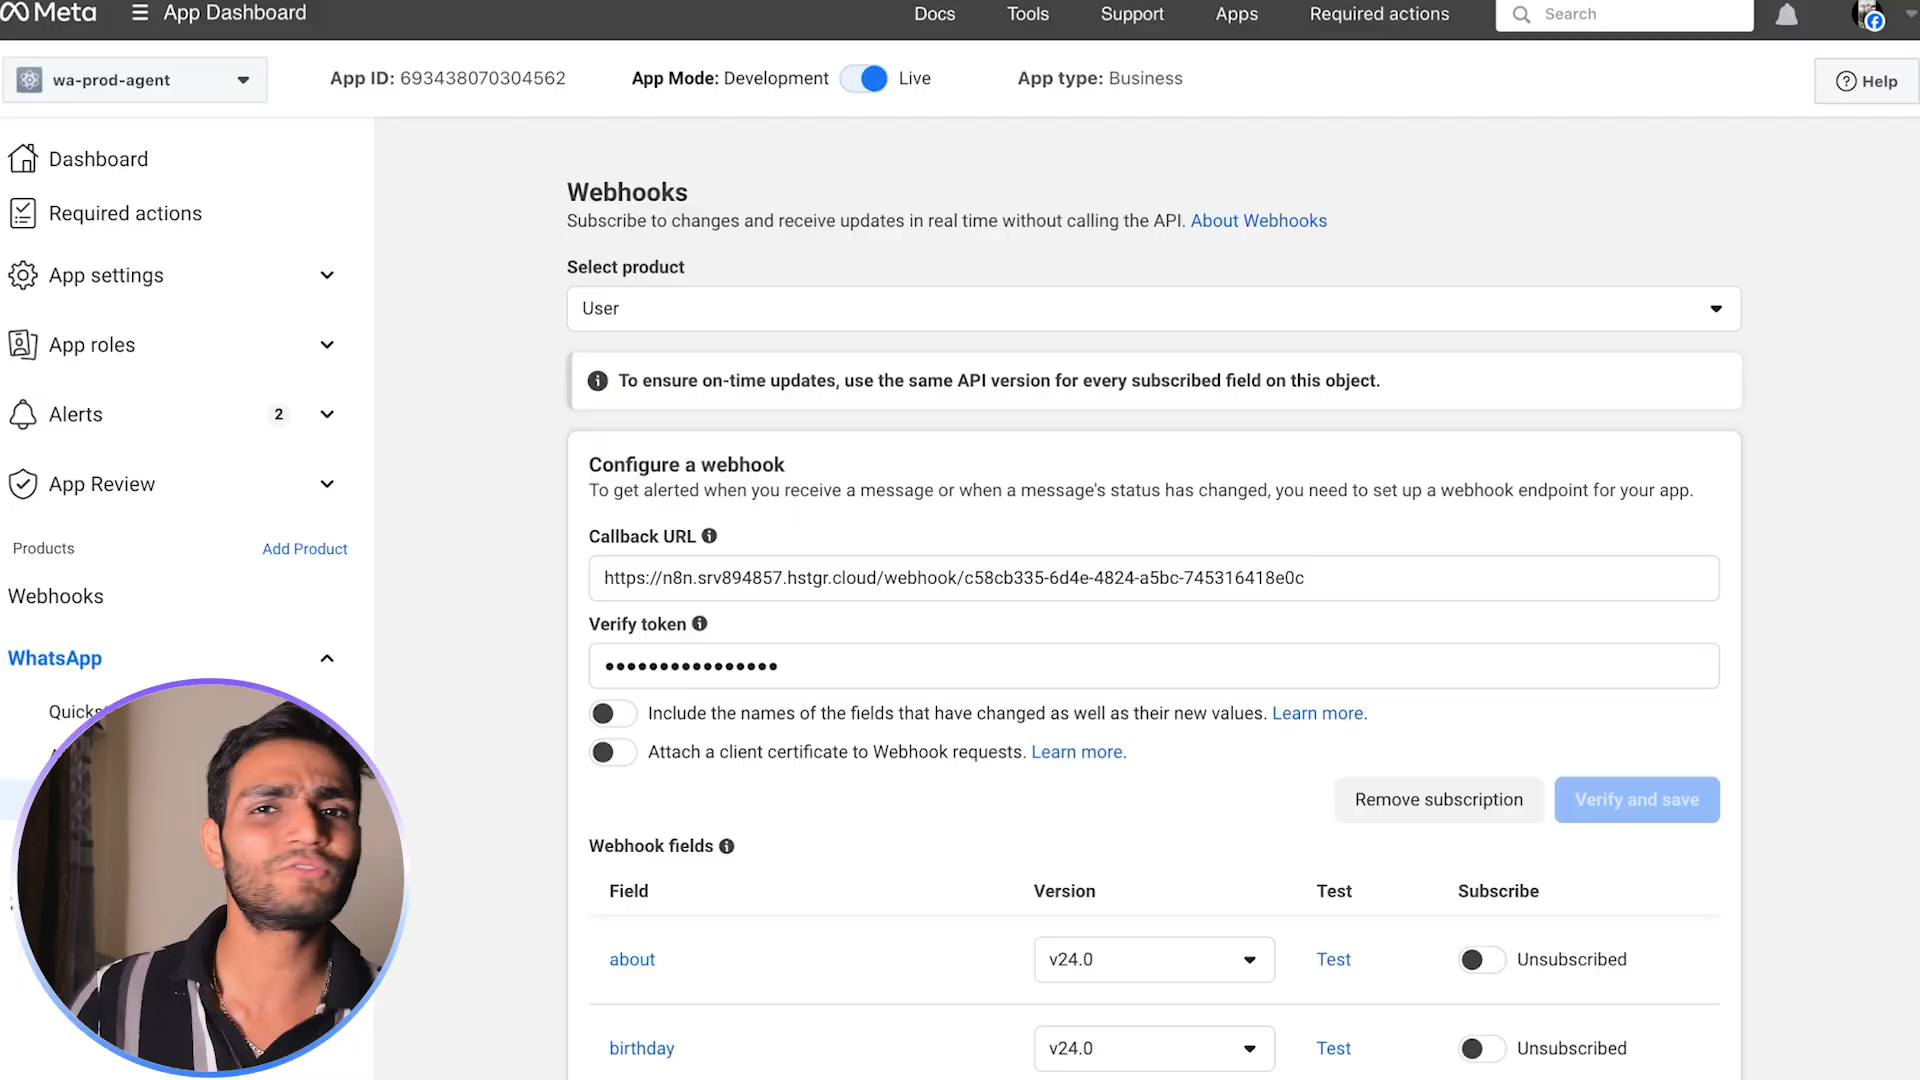 Meta
App Dashboard
Docs
Tools
Support
Apps
Required actions
Search
wa-prod-agent
App ID: 693438070304562
App Mode: Development
Live
App type: Business
Help
Dashboard
Required actions
App settings
App roles
Alerts
2
App Review
Products
Add Product
Webhooks
WhatsApp
Webhooks
Subscribe to changes and receive updates in real time without calling the API. About Webhooks
Select product
User
To ensure on-time updates, use the same API version for every subscribed field on this object.
Configure a webhook
To get alerted when you receive a message or when a message's status has changed, you need to set up a webhook endpoint for your app.
Callback URL
https://n8n.srv894857.hstgr.cloud/webhook/c58cb335-6d4e-4824-a5bc-745316418e0c
Verify token
••••••••••••••••
Include the names of the fields that have changed as well as their new values. Learn more.
Attach a client certificate to Webhook requests. Learn more.
Remove subscription
Verify and save
Webhook fields
Field
Version
Test
Subscribe
about
v24.0
Test
Unsubscribed
birthday
v24.0
Test
Unsubscribed